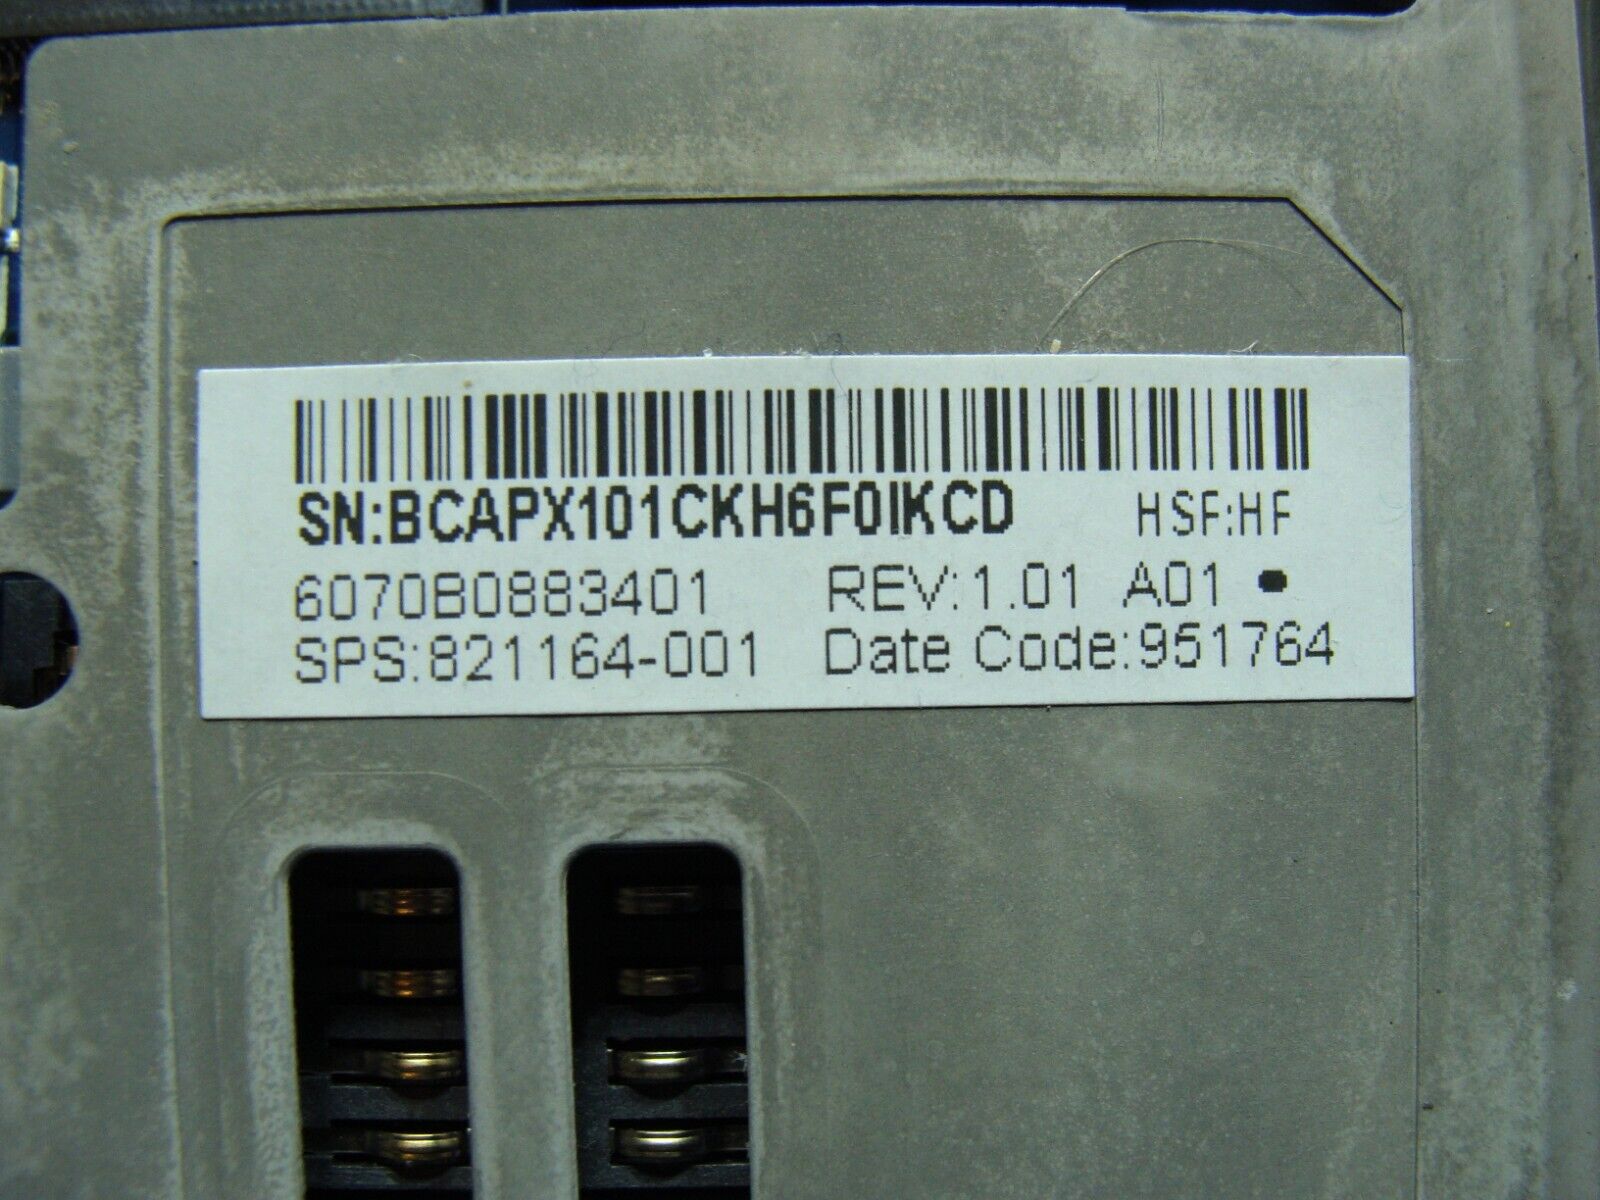 SN:BCAPX101CKH6F0IKCD HSF:HF
6070B0883401 REV:1.01 A01 •
SPS:821164-001 Date Code:951764